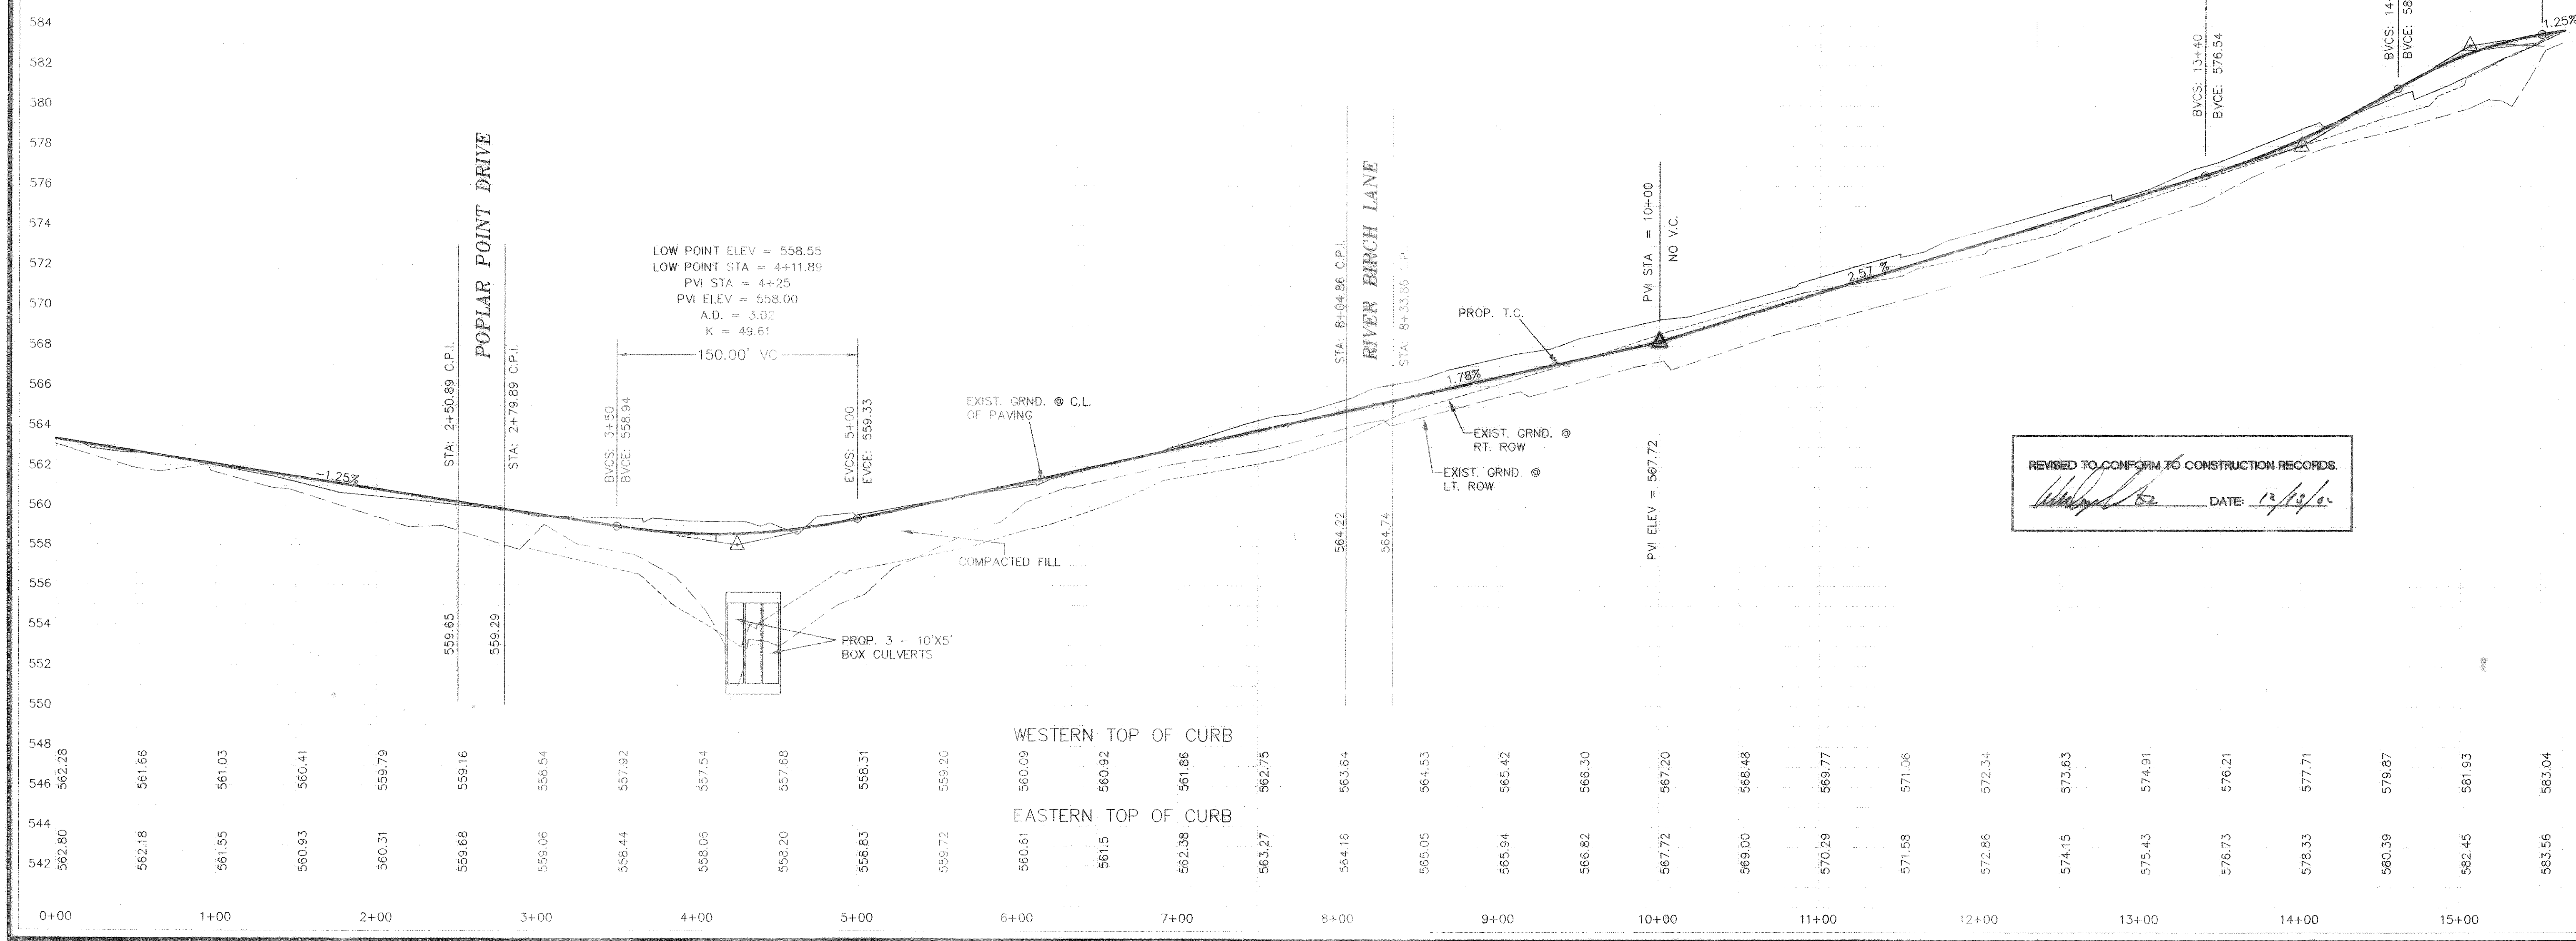 584
582
580
578
576
574
572
570
568
566
564
562
560
558
556
554
552
550
548
546
544
542
POPLAR POINT DRIVE
STA: 2+50.89 C.P.I.
STA: 2+79.89 C.P.I.
559.65
559.29
-1.25%
LOW POINT ELEV = 558.55
LOW POINT STA = 4+11.89
PVI STA = 4+25
PVI ELEV = 558.00
A.D. = 3.02
K = 49.61
150.00' VC
BVCS: 3+50
BVCE: 558.94
EVCS: 5+00
EVCE: 559.33
EXIST. GRND. @ C.L.
OF PAVING
COMPACTED FILL
PROP. 3 - 10'X5'
BOX CULVERTS
RIVER BIRCH LANE
STA: 8+04.86 C.P.I.
STA: 8+33.86 C.P.I.
564.22
564.74
1.78%
PROP. T.C.
EXIST. GRND. @
RT. ROW
EXIST. GRND. @
LT. ROW
PVI STA = 10+00
NO V.C.
PVI ELEV = 567.72
2.57 %
BVCS: 13+40
BVCE: 576.54
BVCS: 14+
BVCE: 58
1.25%
REVISED TO CONFORM TO CONSTRUCTION RECORDS.
DATE: 12/18/02
WESTERN TOP OF CURB
562.28 561.66 561.03 560.41 559.79 559.16 558.54 557.92 557.54 557.68 558.31 559.20 560.09 560.92 561.86 562.75 563.64 564.53 565.42 566.30 567.20 568.48 569.77 571.06 572.34 573.63 574.91 576.21 577.71 579.87 581.93 583.04
EASTERN TOP OF CURB
562.80 562.18 561.55 560.93 560.31 559.68 559.06 558.44 558.06 558.20 558.83 559.72 560.61 561.5 562.38 563.27 564.16 565.05 565.94 566.82 567.72 569.00 570.29 571.58 572.86 574.15 575.43 576.73 578.33 580.39 582.45 583.56
0+00 1+00 2+00 3+00 4+00 5+00 6+00 7+00 8+00 9+00 10+00 11+00 12+00 13+00 14+00 15+00